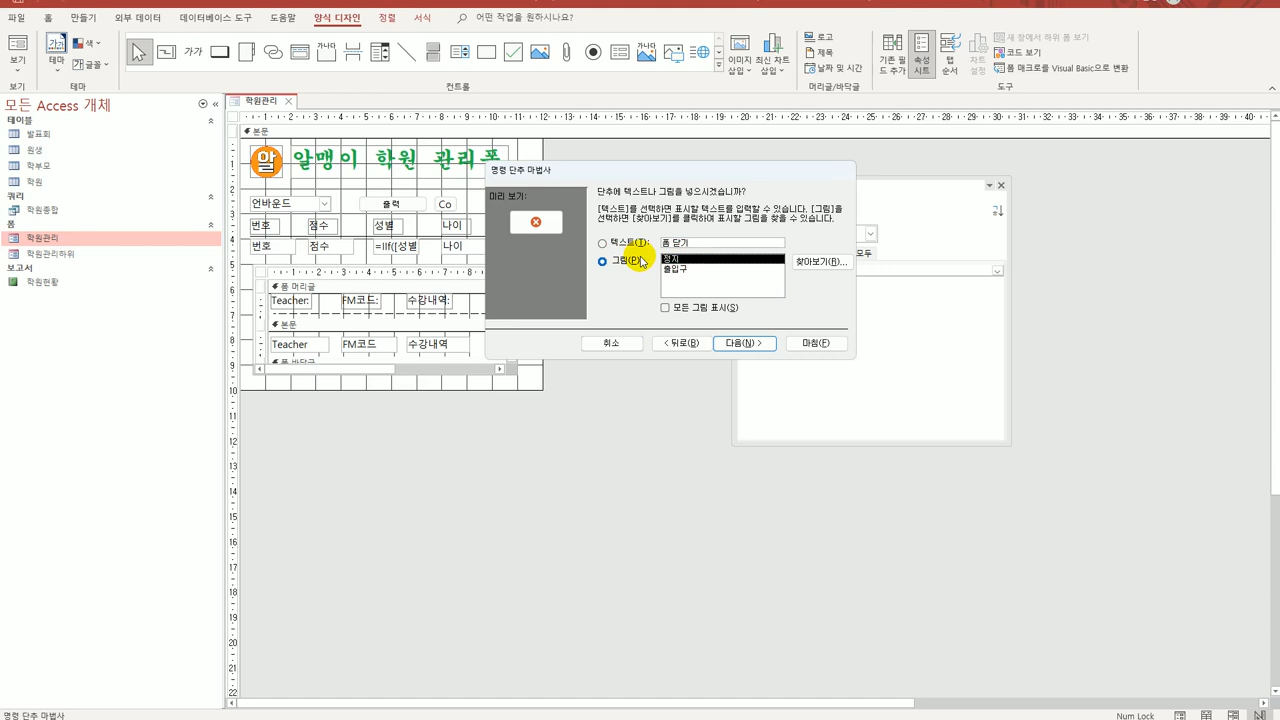 파일 홈 만들기 외부 데이터 데이터베이스 도구 도움말 양식 디자인 정렬 서식 어떤 작업을 원하시나요?
보기 테마 색 글꼴 가가 가나다 가나다 이미지 삽입 최신 차트 삽입 로고 제목 날짜 및 시간 기존 필드 추가 속성 시트 탭 순서 차트 설정 새 창에서 하위 폼 보기 코드 보기 폼 매크로를 Visual Basic으로 변환
보기 테마 컨트롤 머리글/바닥글 도구
모든 Access 개체
테이블
발표회
원생
학부모
학원
쿼리
학원종합
폼
학원관리
학원관리하위
보고서
학원현황
학원관리
본문
알 알맹이 학원 관리폼
언바운드 출력 Co
번호 점수 성별 나이
번호 점수 =IIf([성별 나이
폼 머리글
Teacher: FM코드: 수강내역:
본문
Teacher FM코드 수강내역
폼 바닥글
명령 단추 마법사
미리 보기:
단추에 텍스트나 그림을 넣으시겠습니까?
[텍스트]를 선택하면 표시할 텍스트를 입력할 수 있습니다. [그림]을
선택하면 [찾아보기]를 클릭하여 표시할 그림을 찾을 수 있습니다.
텍스트(T): 폼 닫기
그림(P): 정지 찾아보기(R)...
출입구
모든 그림 표시(S)
취소 < 뒤로(B) 다음(N) > 마침(F)
모두
명령 단추 마법사 Num Lock